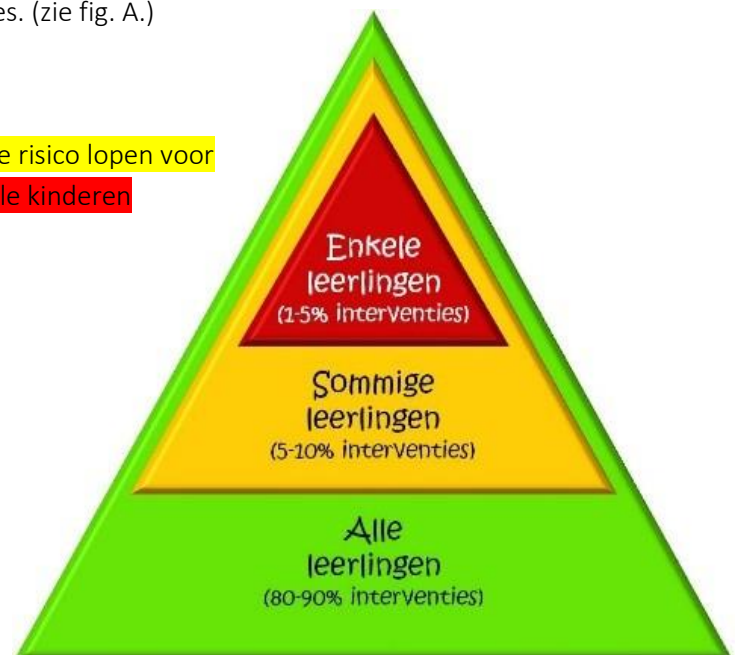 es. (zie fig. A.)
e risico lopen voor
le kinderen
Enkele
leerlingen
(1-5% interventies)
Sommige
leerlingen
(5-10% interventies)
Alle
leerlingen
(80-90% interventies)